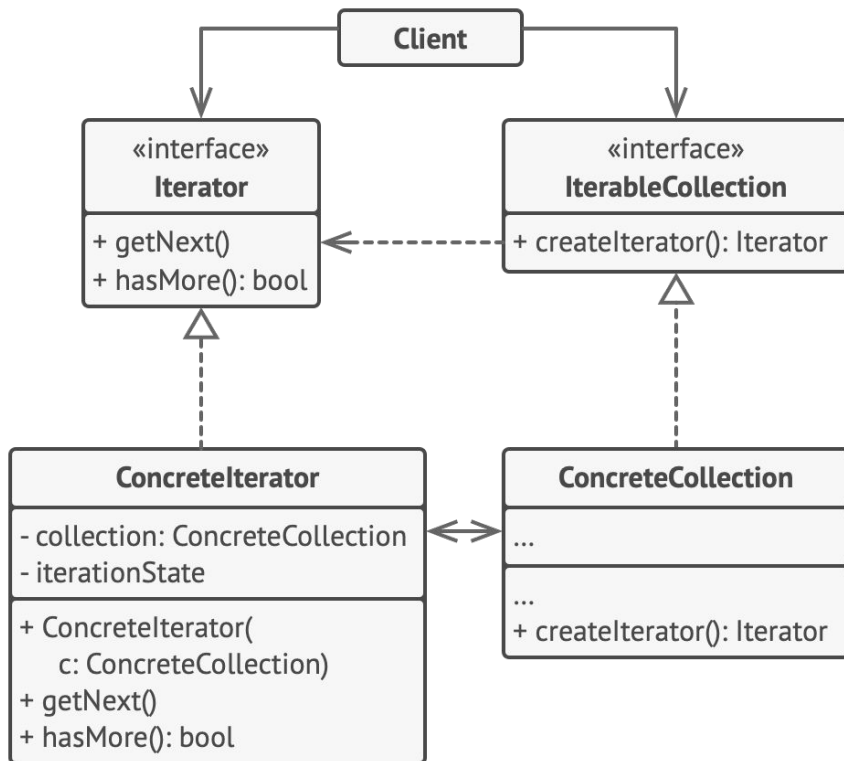 Client
«interface»
Iterator
+ getNext()
+ hasMore(): bool
«interface»
IterableCollection
+ createIterator(): Iterator
ConcreteIterator
- collection: ConcreteCollection
- iterationState
+ ConcreteIterator(
c: ConcreteCollection)
+ getNext()
+ hasMore(): bool
ConcreteCollection
...
...
+ createIterator(): Iterator